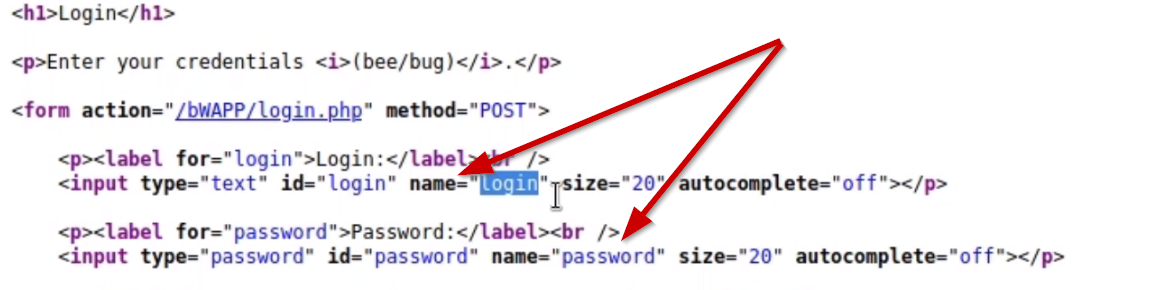 <h1>Login</h1>
<p>Enter your credentials <i>(bee/bug)</i>.</p>
<form action="/bWAPP/login.php" method="POST">
<p><label for="login">Login:</label><br />
<input type="text" id="login" name="login" size="20" autocomplete="off"></p>
<p><label for="password">Password:</label><br />
<input type="password" id="password" name="password" size="20" autocomplete="off"></p>